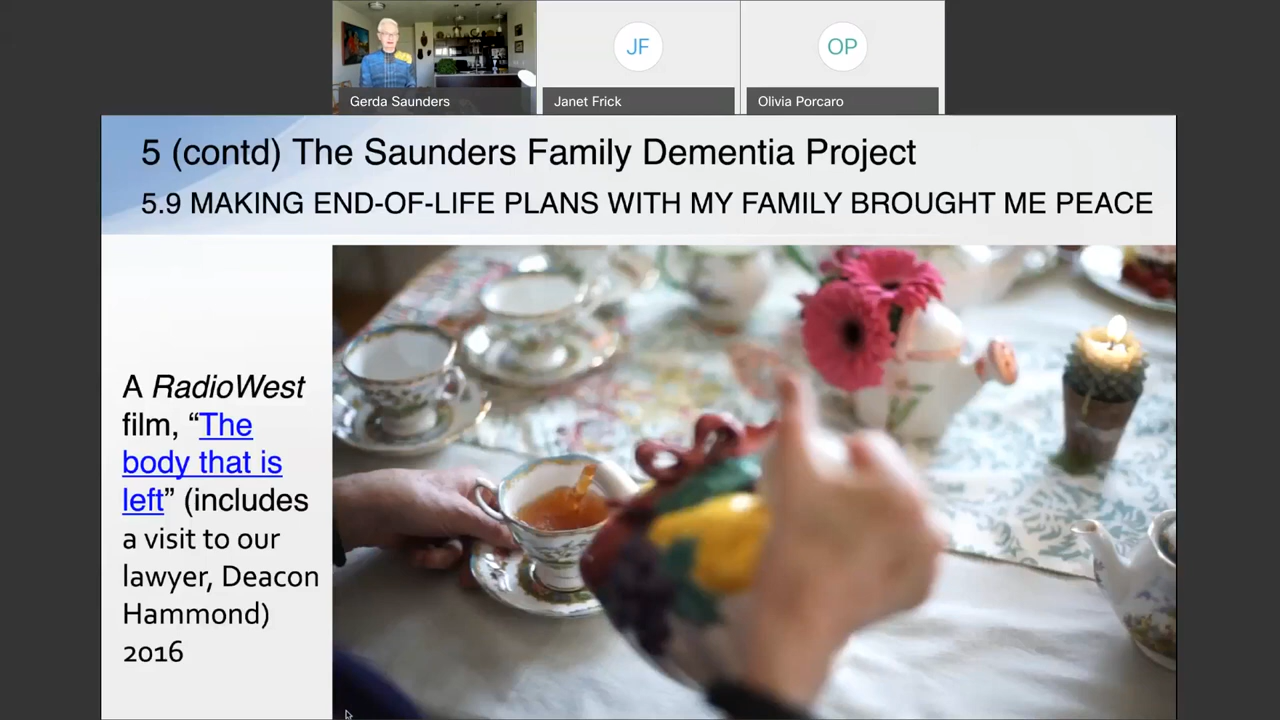 JF
OP
Gerda Saunders
Janet Frick
Olivia Porcaro
5 (contd) The Saunders Family Dementia Project
5.9 MAKING END-OF-LIFE PLANS WITH MY FAMILY BROUGHT ME PEACE
A RadioWest
film, “The
body that is
left” (includes
a visit to our
lawyer, Deacon
Hammond)
2016